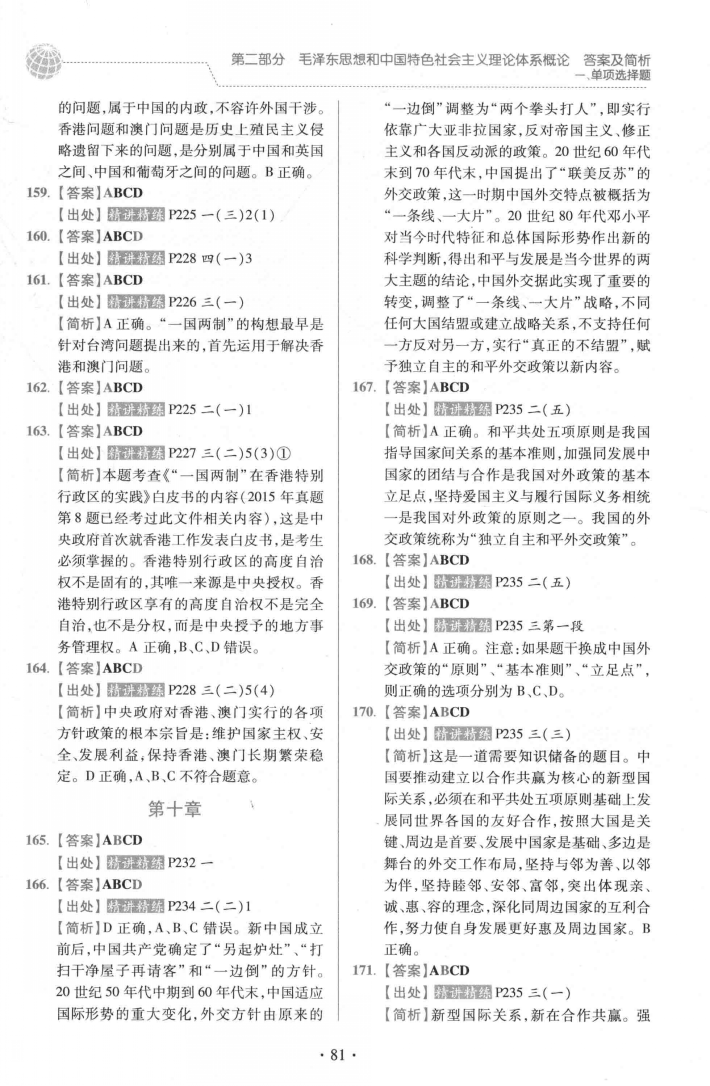 第二部分 毛泽东思想和中国特色社会主义理论体系概论 答案及简析
一、单项选择题
的问题,属于中国的内政,不容许外国干涉。
香港问题和澳门问题是历史上殖民主义侵
略遗留下来的问题,是分别属于中国和英国
之间、中国和葡萄牙之间的问题。B 正确。
159. 【答案】ABCD
【出处】精讲精练 P225 一(三)2(1)
160. 【答案】ABCD
【出处】精讲精练 P228 四(一)3
161. 【答案】ABCD
【出处】精讲精练 P226 三(一)
【简析】A 正确。“一国两制”的构想最早是
针对台湾问题提出来的,首先运用于解决香
港和澳门问题。
162. 【答案】ABCD
【出处】精讲精练 P225 二(一)1
163. 【答案】ABCD
【出处】精讲精练 P227 三(二)5(3)①
【简析】本题考查《“一国两制”在香港特别
行政区的实践》白皮书的内容(2015 年真题
第 8 题已经考过此文件相关内容),这是中
央政府首次就香港工作发表白皮书,是考生
必须掌握的。香港特别行政区的高度自治
权不是固有的,其唯一来源是中央授权。香
港特别行政区享有的高度自治权不是完全
自治,也不是分权,而是中央授予的地方事
务管理权。A 正确,B、C、D 错误。
164. 【答案】ABCD
【出处】精讲精练 P228 三(二)5(4)
【简析】中央政府对香港、澳门实行的各项
方针政策的根本宗旨是:维护国家主权、安
全、发展利益,保持香港、澳门长期繁荣稳
定。D 正确,A、B、C 不符合题意。
第十章
165. 【答案】ABCD
【出处】精讲精练 P232 一
166. 【答案】ABCD
【出处】精讲精练 P234 二(二)1
【简析】D 正确,A、B、C 错误。新中国成立
前后,中国共产党确定了“另起炉灶”、“打
扫干净屋子再请客”和“一边倒”的方针。
20 世纪 50 年代中期到 60 年代末,中国适应
国际形势的重大变化,外交方针由原来的
“一边倒”调整为“两个拳头打人”,即实行
依靠广大亚非拉国家,反对帝国主义、修正
主义和各国反动派的政策。20 世纪 60 年代
末到 70 年代末,中国提出了“联美反苏”的
外交政策,这一时期中国外交特点被概括为
“一条线、一大片”。20 世纪 80 年代邓小平
对当今时代特征和总体国际形势作出新的
科学判断,得出和平与发展是当今世界的两
大主题的结论,中国外交据此实现了重要的
转变,调整了“一条线、一大片”战略,不同
任何大国结盟或建立战略关系,不支持任何
一方反对另一方,实行“真正的不结盟”,赋
予独立自主的和平外交政策以新内容。
167. 【答案】ABCD
【出处】精讲精练 P235 二(五)
【简析】A 正确。和平共处五项原则是我国
指导国家间关系的基本准则,加强同发展中
国家的团结与合作是我国对外政策的基本
立足点,坚持爱国主义与履行国际义务相统
一是我国对外政策的原则之一。我国的外
交政策统称为“独立自主和平外交政策”。
168. 【答案】ABCD
【出处】精讲精练 P235 二(五)
169. 【答案】ABCD
【出处】精讲精练 P235 三第一段
【简析】A 正确。注意:如果题干换成中国外
交政策的“原则”、“基本准则”、“立足点”,
则正确的选项分别为 B、C、D。
170. 【答案】ABCD
【出处】精讲精练 P235 三(三)
【简析】这是一道需要知识储备的题目。中
国要推动建立以合作共赢为核心的新型国
际关系,必须在和平共处五项原则基础上发
展同世界各国的友好合作,按照大国是关
键、周边是首要、发展中国家是基础、多边是
舞台的外交工作布局,坚持与邻为善、以邻
为伴,坚持睦邻、安邻、富邻,突出体现亲、
诚、惠、容的理念,深化同周边国家的互利合
作,努力使自身发展更好惠及周边国家。B
正确。
171. 【答案】ABCD
【出处】精讲精练 P235 三(一)
【简析】新型国际关系,新在合作共赢。强
· 81 ·